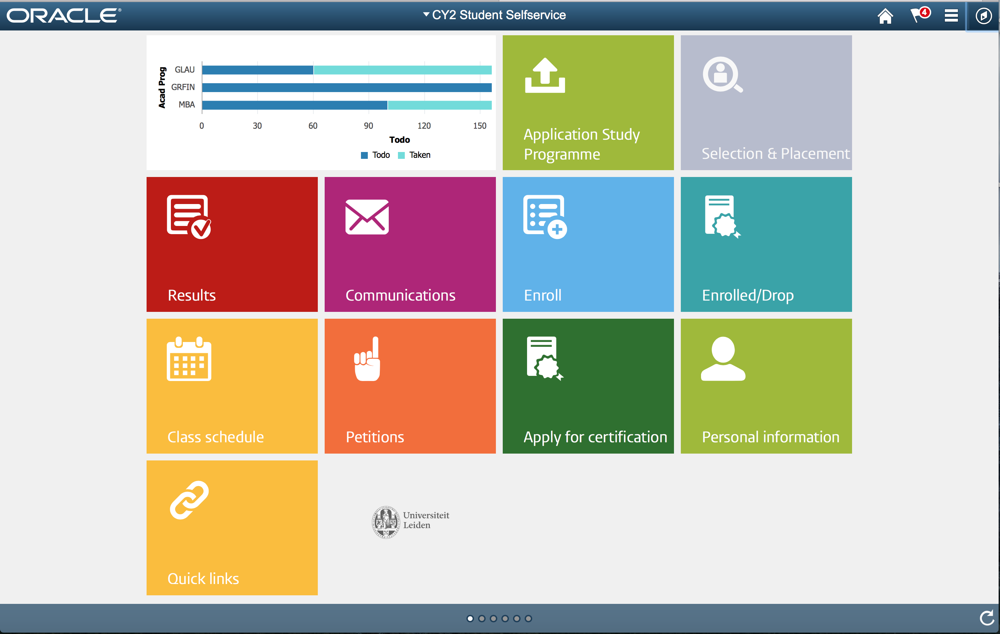 ORACLE®
CY2 Student Selfservice
4
Acad Prog
GLAU
GRFIN
MBA
0 30 60 90 120 150
Todo
Todo Taken
Application Study
Programme
Selection & Placement
Results
Communications
Enroll
Enrolled/Drop
Class schedule
Petitions
Apply for certification
Personal information
Quick links
Universiteit
Leiden